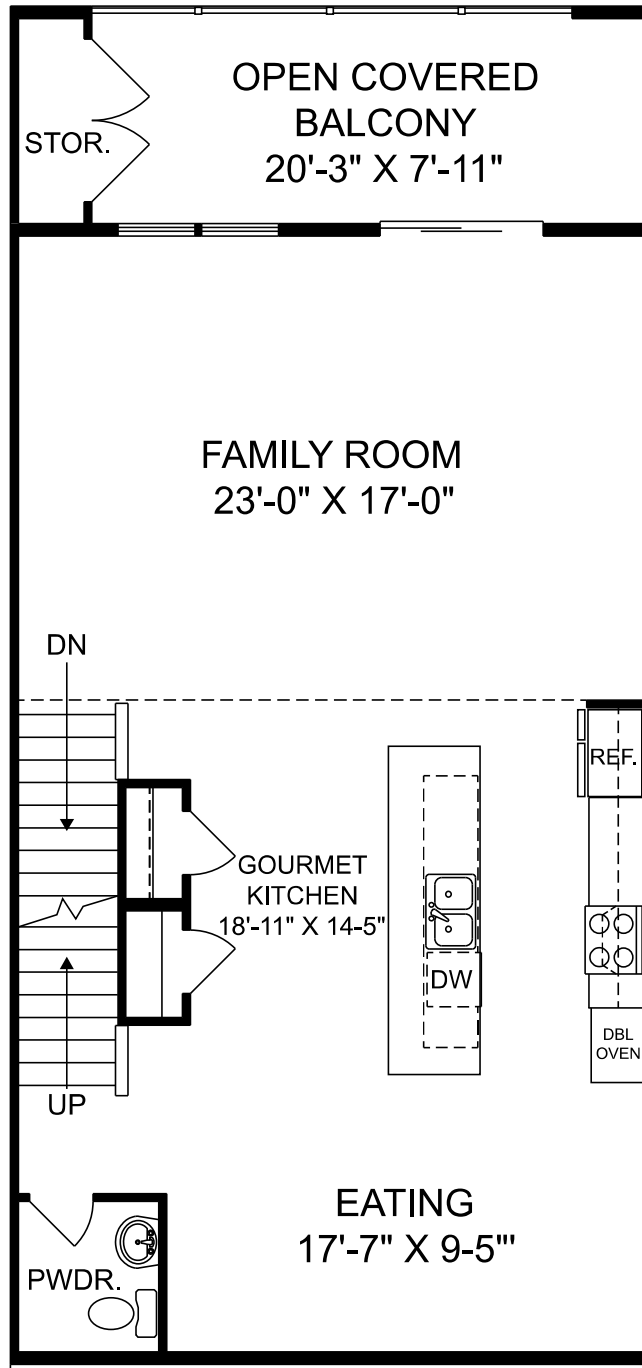 OPEN COVERED
BALCONY
20'-3" X 7'-11"
STOR.
FAMILY ROOM
23'-0" X 17'-0"
DN
REF.
GOURMET
KITCHEN
18'-11" X 14-5"
DW
DBL
OVEN
UP
EATING
17'-7" X 9-5"'
PWDR.